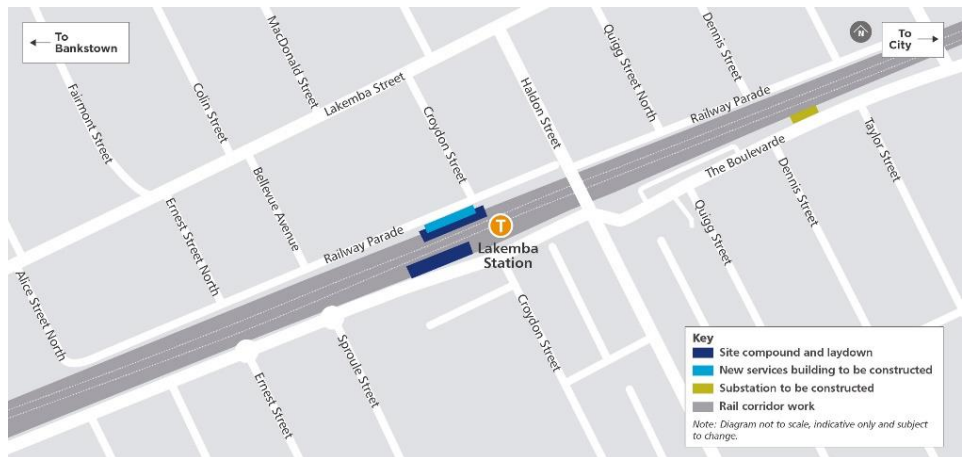 To
Bankstown
N
To
City
Fairmont Street
Colin Street
MacDonald Street
Lakemba Street
Croydon Street
Haldon Street
Quigg Street North
Dennis Street
Railway Parade
The Boulevarde
Taylor Street
Dennis Street
Quigg Street
Bellevue Avenue
Ernest Street North
Railway Parade
T
Lakemba
Station
Alice Street North
Sproule Street
Ernest Street
Croydon Street
Key
Site compound and laydown
New services building to be constructed
Substation to be constructed
Rail corridor work
Note: Diagram not to scale, indicative only and subject
to change.